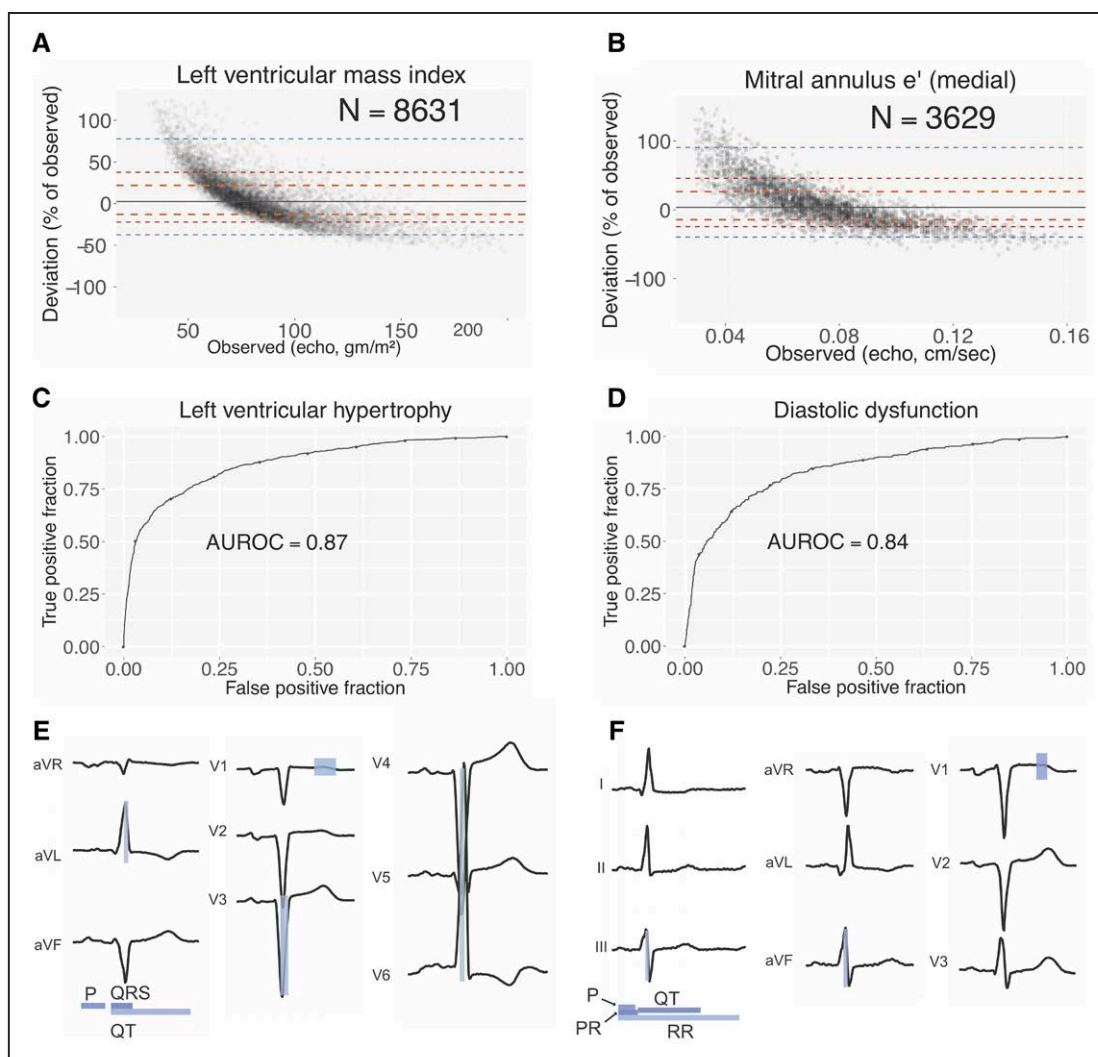 A
Left ventricular mass index
N = 8631
Deviation (% of observed)
100
50
0
−50
−100
50
100
150
200
Observed (echo, gm/m²)
B
Mitral annulus e' (medial)
N = 3629
Deviation (% of observed)
100
0
−100
0.04
0.08
0.12
0.16
Observed (echo, cm/sec)
C
Left ventricular hypertrophy
True positive fraction
1.00
0.75
0.50
0.25
0.00
AUROC = 0.87
0.00
0.25
0.50
0.75
1.00
False positive fraction
D
Diastolic dysfunction
True positive fraction
1.00
0.75
0.50
0.25
0.00
AUROC = 0.84
0.00
0.25
0.50
0.75
1.00
False positive fraction
E
aVR
aVL
aVF
P
QRS
QT
V1
V2
V3
V4
V5
V6
F
I
II
III
P
PR
QT
RR
aVR
aVL
aVF
V1
V2
V3